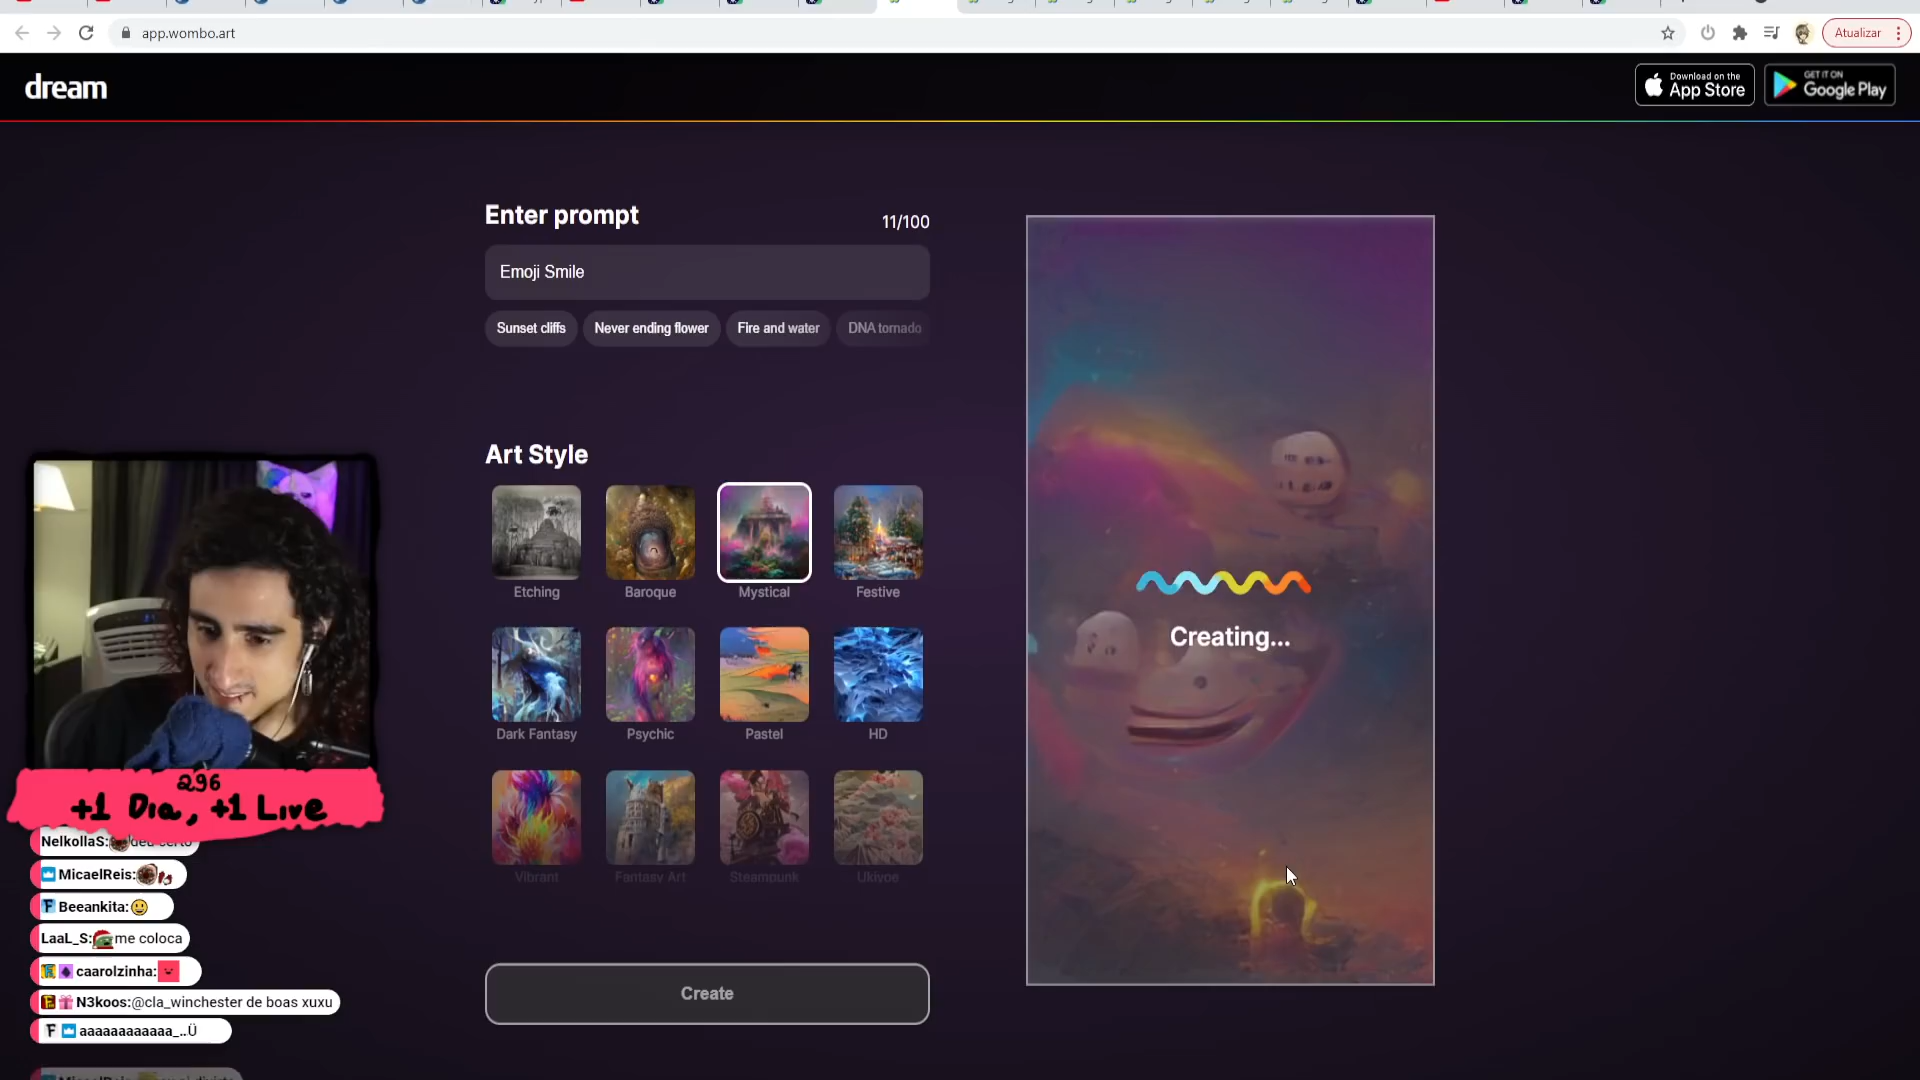 app.wombo.art
Atualizar
dream
Download on the
App Store
GET IT ON
Google Play
Enter prompt
11/100
Emoji Smile
Sunset cliffs
Never ending flower
Fire and water
DNA tornado
Art Style
Etching
Baroque
Mystical
Festive
Dark Fantasy
Psychic
Pastel
HD
Vibrant
Fantasy Art
Steampunk
Ukiyoe
Create
Creating...
296
+1 Dia, +1 Live
NelkollaS: deu certo
MicaelReis:
Beeankita:
LaaL_S: me coloca
caarolzinha:
N3koos:@cla_winchester de boas xuxu
aaaaaaaaaaaa_..Ü